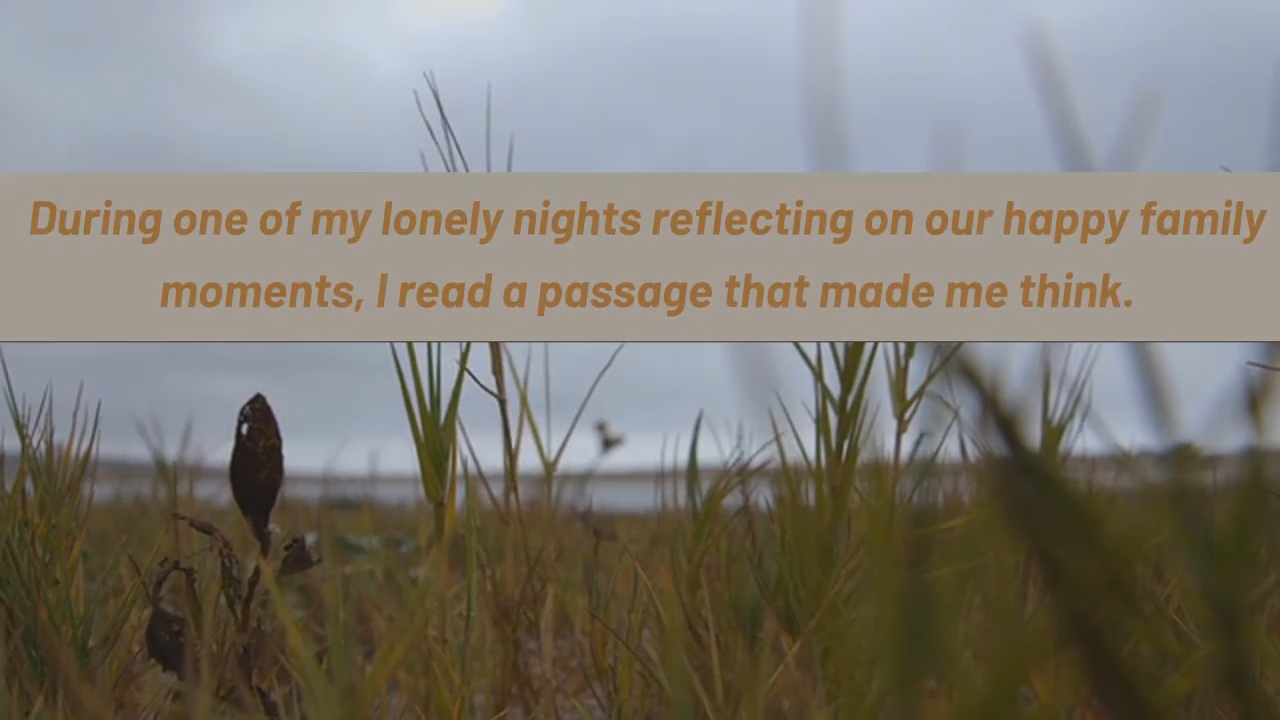 During one of my lonely nights reflecting on our happy family
moments, I read a passage that made me think.